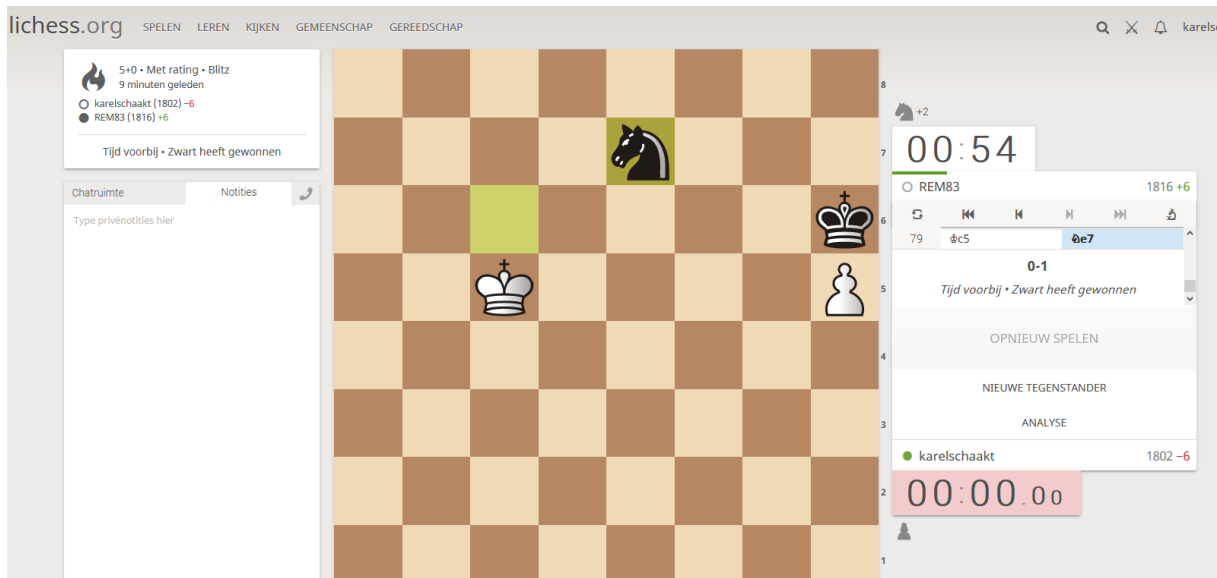 lichess.org SPELEN LEREN KIJKEN GEMEENSCHAP GEREEDSCHAP
5+0 • Met rating • Blitz
9 minuten geleden
karelschaakt (1802) −6
REM83 (1816) +6
Tijd voorbij • Zwart heeft gewonnen
Chatruimte Notities
Type privénotities hier
8
7
6
5
4
3
2
1
+2
00:54
REM83 1816 +6
79 ♔c5 ♞e7
0-1
Tijd voorbij • Zwart heeft gewonnen
OPNIEUW SPELEN
NIEUWE TEGENSTANDER
ANALYSE
karelschaakt 1802 −6
00:00.00